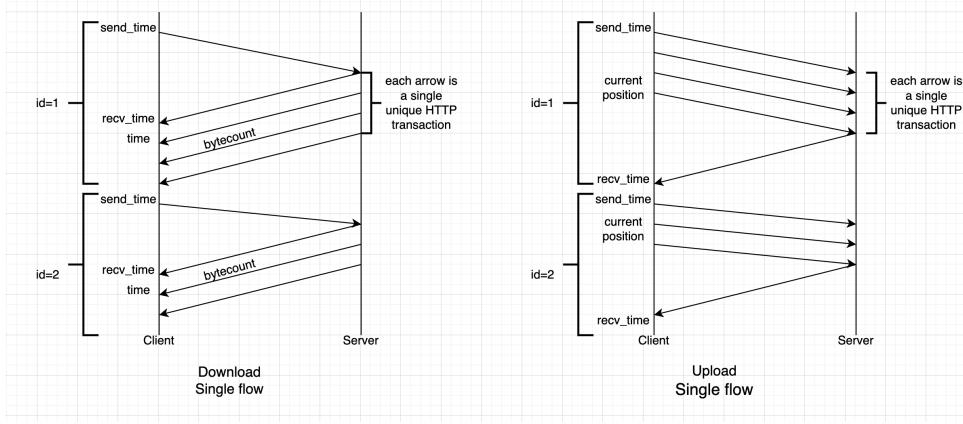 send_time
id=1
recv_time
time
bytecount
each arrow is
a single
unique HTTP
transaction
send_time
id=2
recv_time
time
bytecount
Client
Server
Download
Single flow
send_time
id=1
current
position
each arrow is
a single
unique HTTP
transaction
recv_time
send_time
current
position
id=2
recv_time
Client
Server
Upload
Single flow